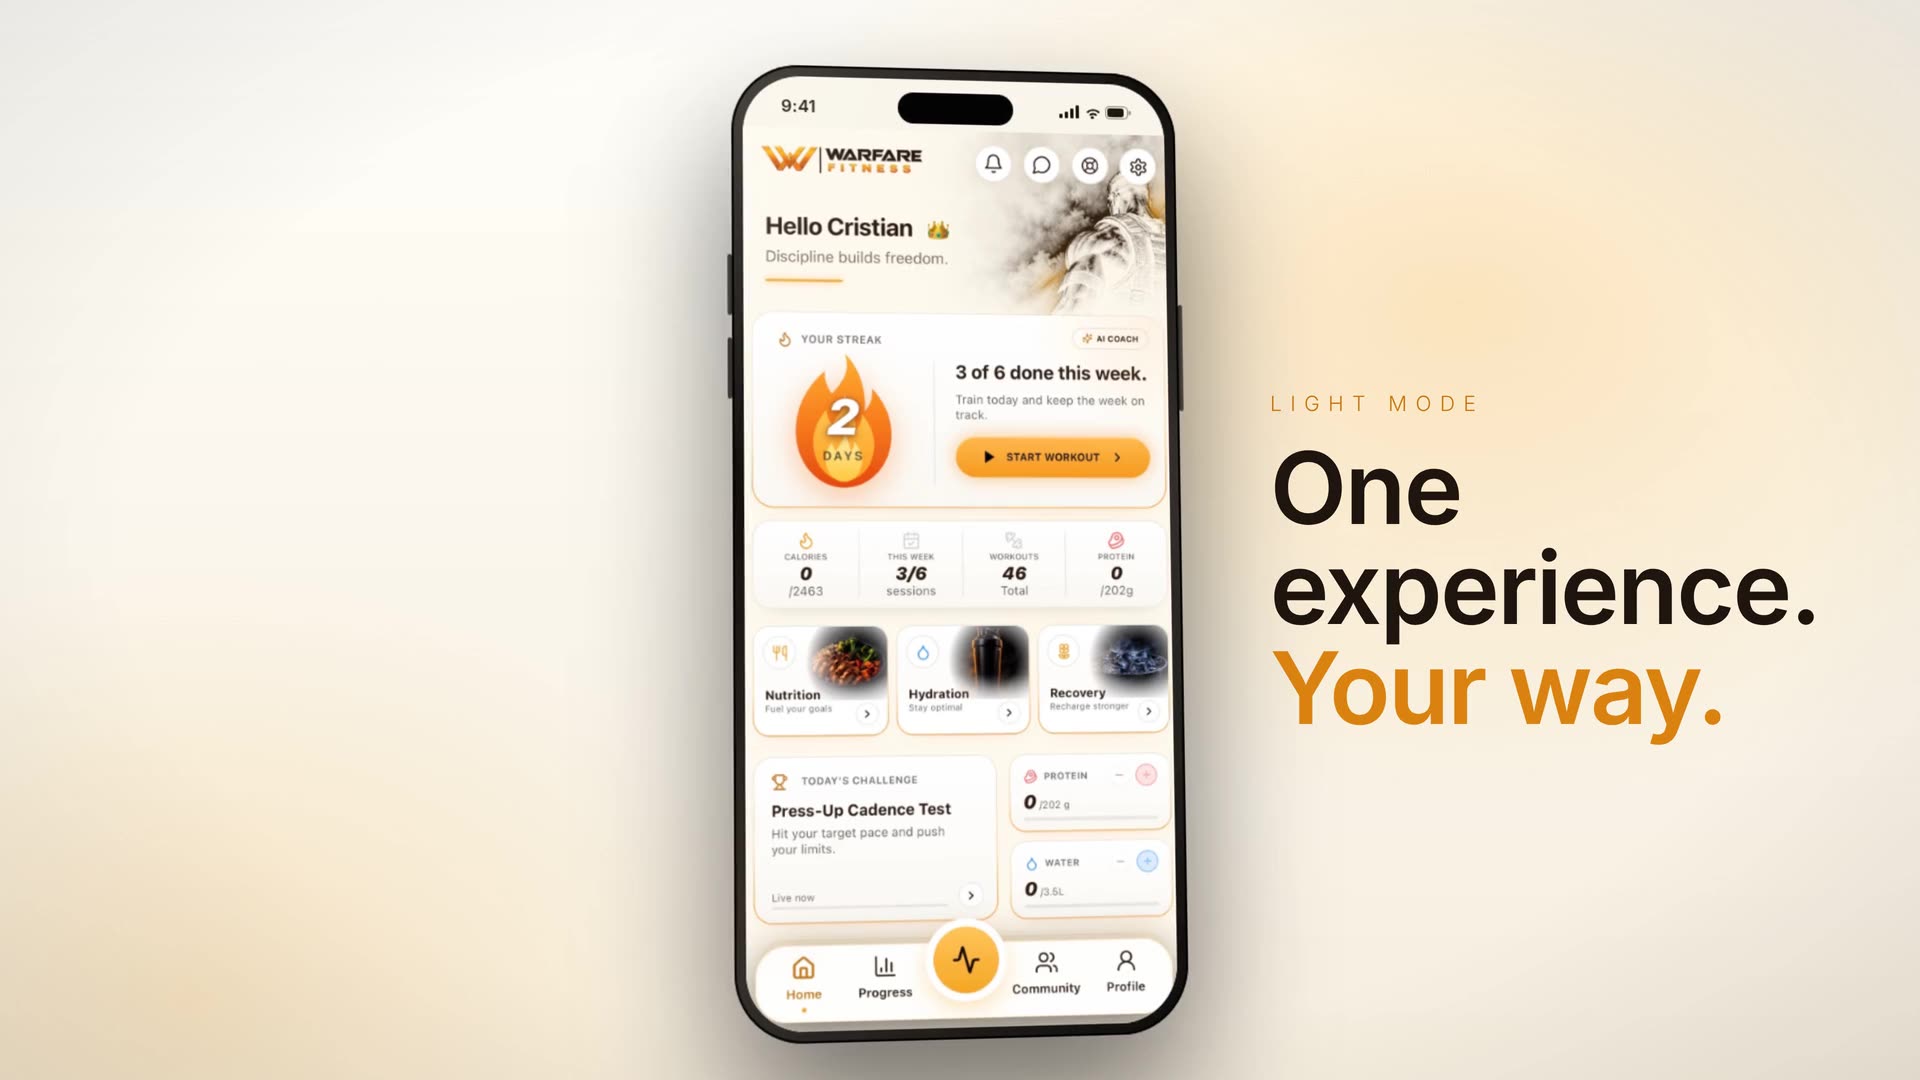 9:41
WARFARE
FITNESS
Hello Cristian
Discipline builds freedom.
YOUR STREAK
AI COACH
2
DAYS
3 of 6 done this week.
Train today and keep the week on
track.
START WORKOUT
CALORIES
0
/2463
THIS WEEK
3/6
sessions
WORKOUTS
46
Total
PROTEIN
0
/202g
Nutrition
Fuel your goals
Hydration
Stay optimal
Recovery
Recharge stronger
TODAY'S CHALLENGE
Press-Up Cadence Test
Hit your target pace and push
your limits.
Live now
PROTEIN
0 /202 g
WATER
0 /3.5L
Home
Progress
Community
Profile
LIGHT MODE
One
experience.
Your way.